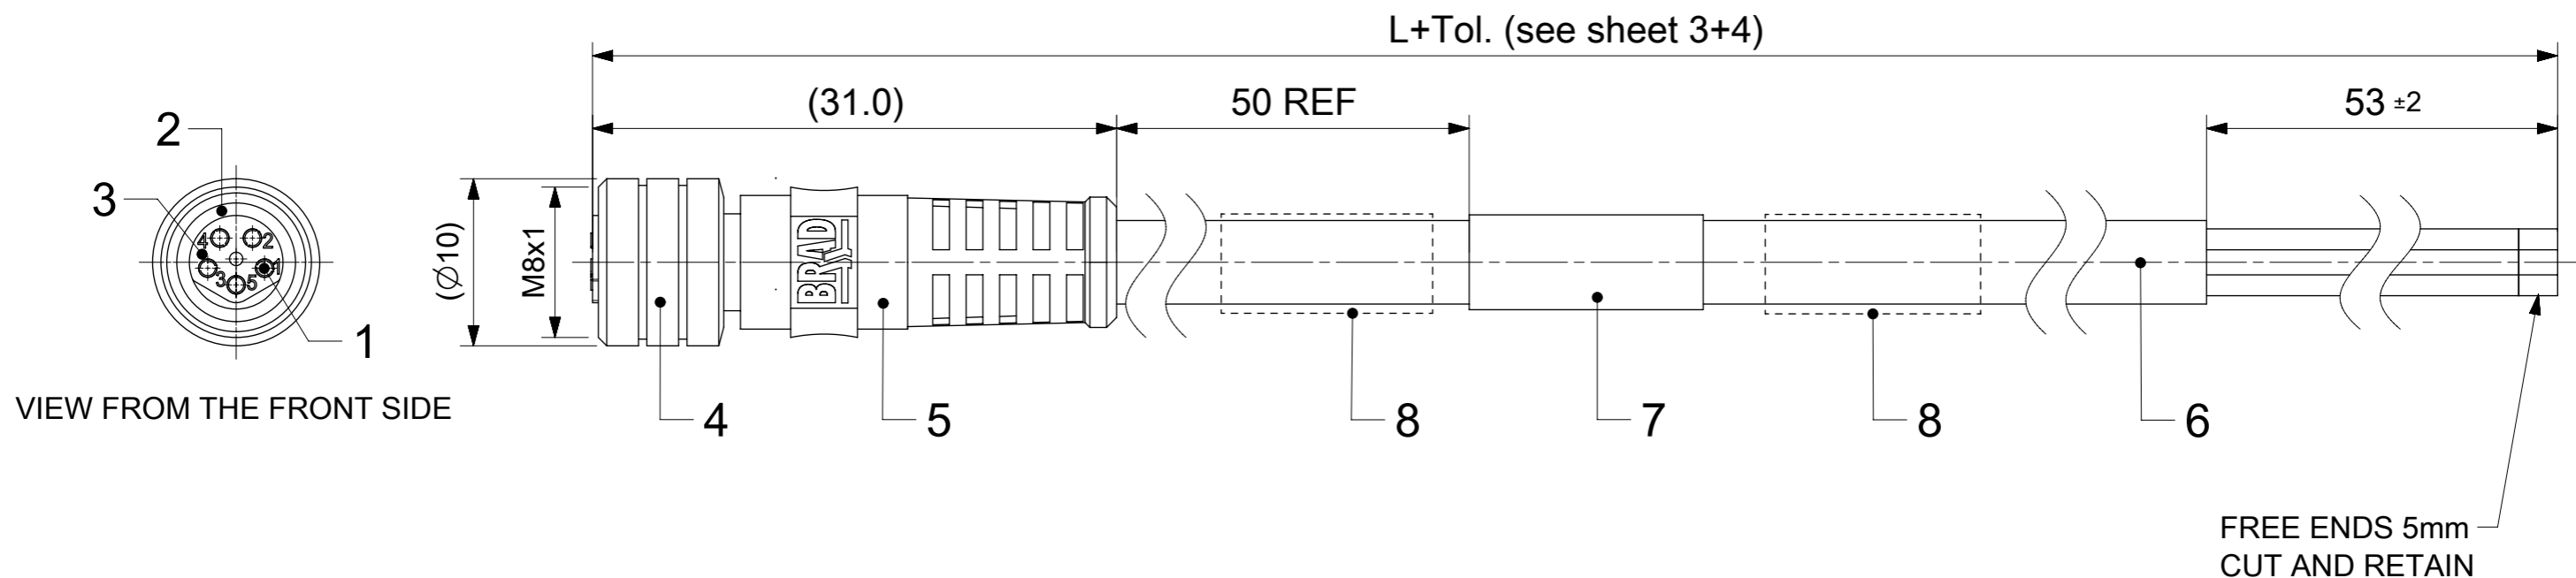 L+Tol. (see sheet 3+4)
(31.0)
50 REF
53 ±2
2
3
4 2
1
3 5
1
(∅10)
M8x1
BRAD
VIEW FROM THE FRONT SIDE
4
5
8
7
8
6
FREE ENDS 5mm
CUT AND RETAIN